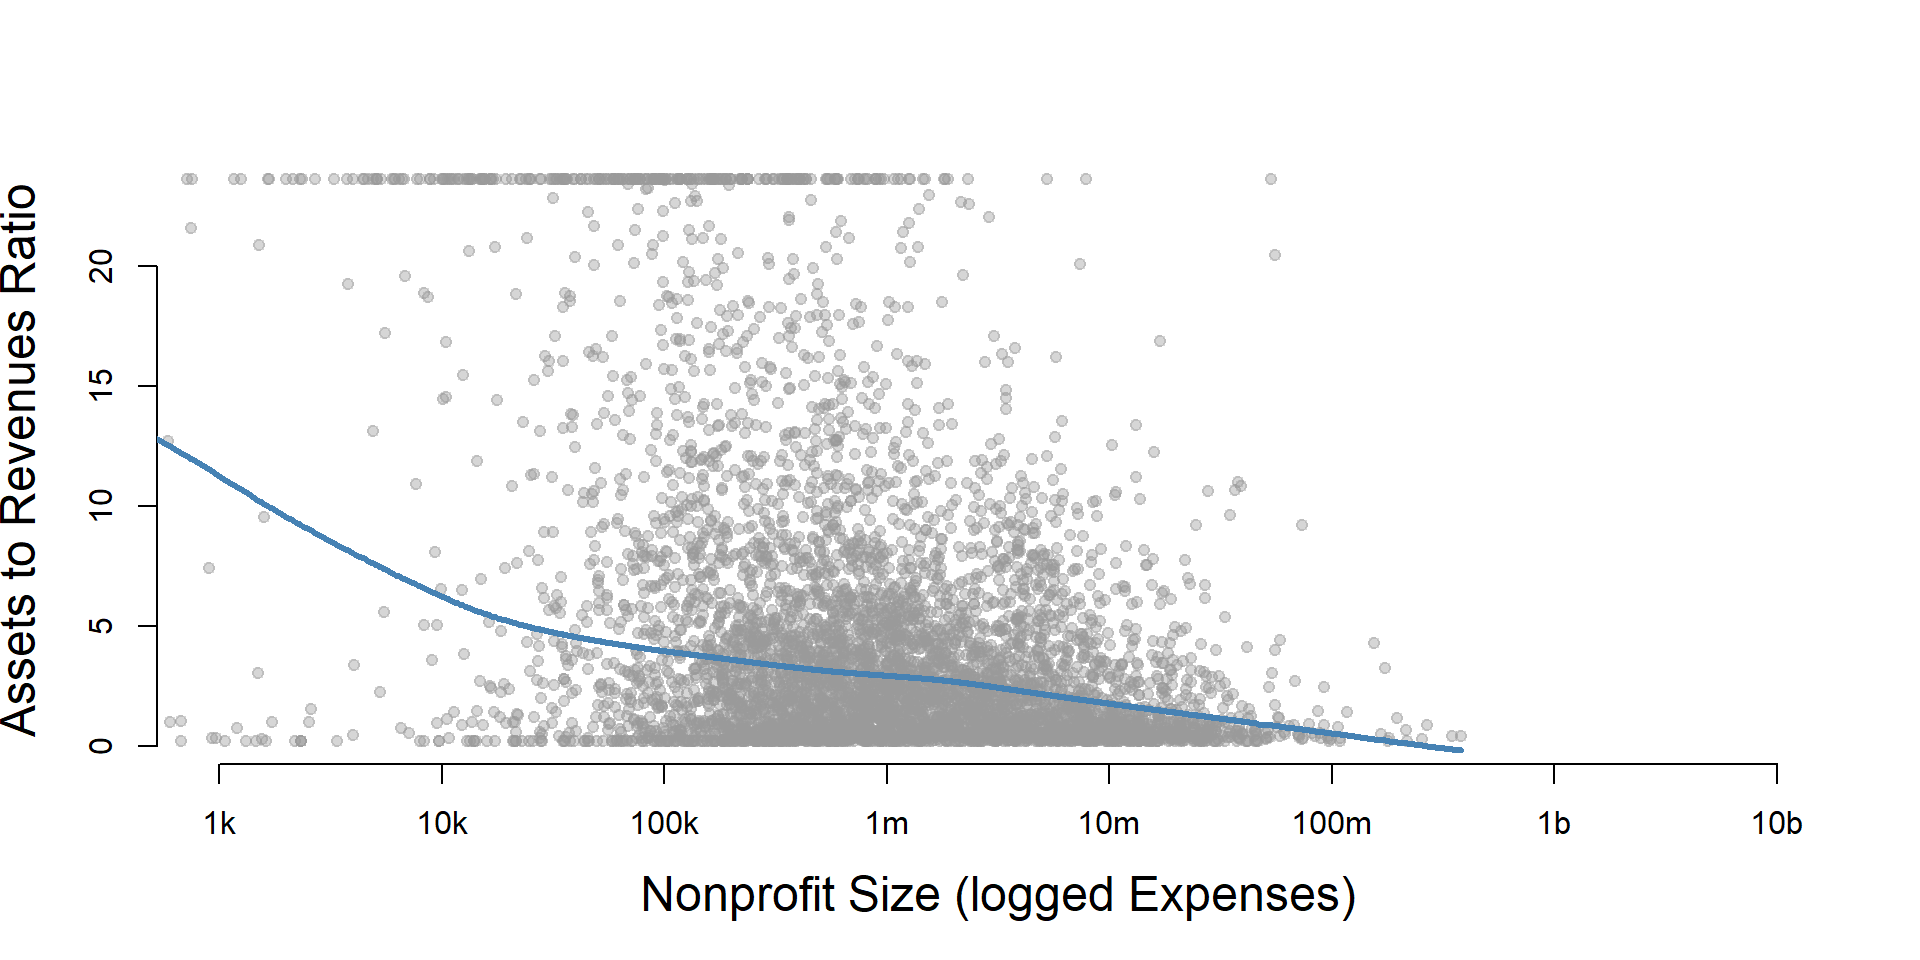 Assets to Revenues Ratio
20
15
10
5
0
1k 10k 100k 1m 10m 100m 1b 10b
Nonprofit Size (logged Expenses)